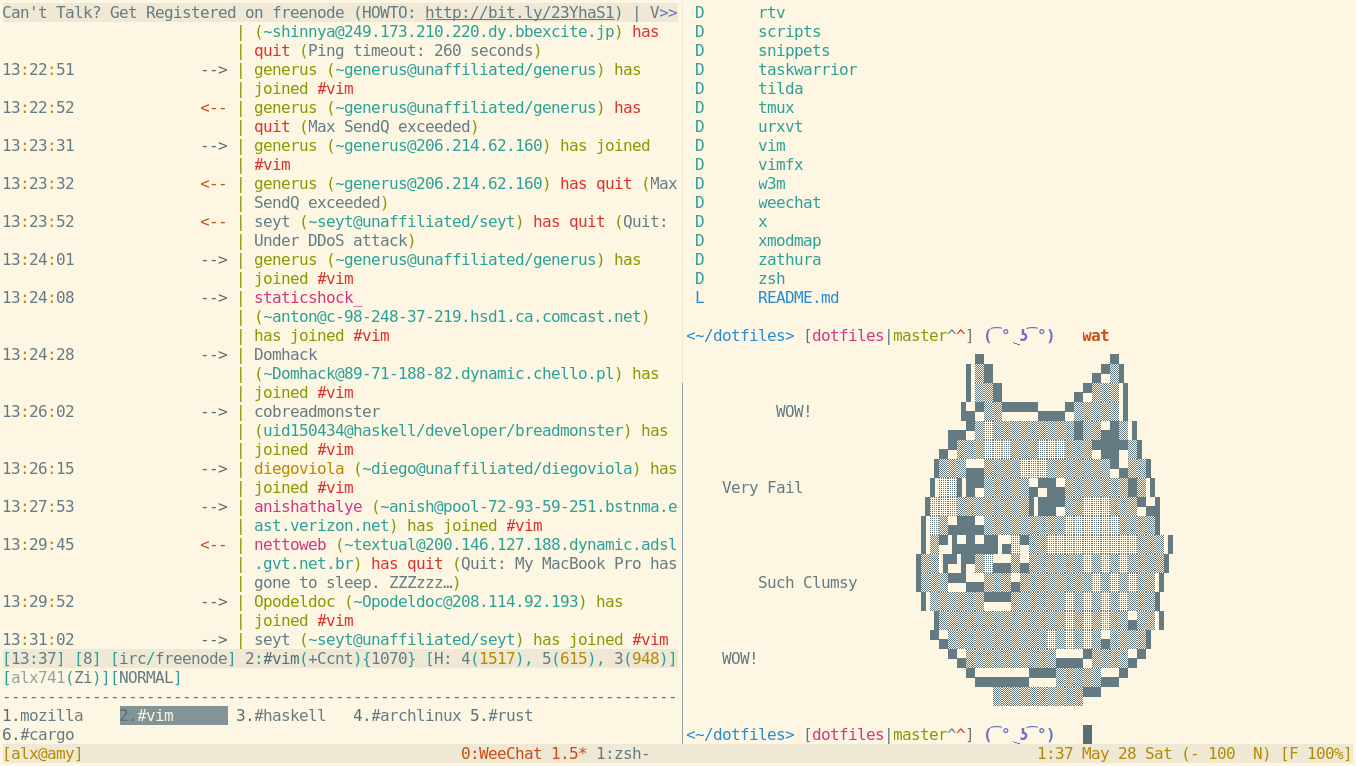 Can't Talk? Get Registered on freenode (HOWTO: http://bit.ly/23YhaS1) | V>>
| (~shinnya@249.173.210.220.dy.bbexcite.jp) has
| quit (Ping timeout: 260 seconds)
13:22:51 --> | generus (~generus@unaffiliated/generus) has
| joined #vim
13:22:52 <-- | generus (~generus@unaffiliated/generus) has
| quit (Max SendQ exceeded)
13:23:31 --> | generus (~generus@206.214.62.160) has joined
| #vim
13:23:32 <-- | generus (~generus@206.214.62.160) has quit (Max
| SendQ exceeded)
13:23:52 <-- | seyt (~seyt@unaffiliated/seyt) has quit (Quit:
| Under DDoS attack)
13:24:01 --> | generus (~generus@unaffiliated/generus) has
| joined #vim
13:24:08 --> | staticshock_
| (~anton@c-98-248-37-219.hsd1.ca.comcast.net)
| has joined #vim
13:24:28 --> | Domhack
| (~Domhack@89-71-188-82.dynamic.chello.pl) has
| joined #vim
13:26:02 --> | cobreadmonster
| (uid150434@haskell/developer/breadmonster) has
| joined #vim
13:26:15 --> | diegoviola (~diego@unaffiliated/diegoviola) has
| joined #vim
13:27:53 --> | anishathalye (~anish@pool-72-93-59-251.bstnma.e
| ast.verizon.net) has joined #vim
13:29:45 <-- | nettoweb (~textual@200.146.127.188.dynamic.adsl
| .gvt.net.br) has quit (Quit: My MacBook Pro has
| gone to sleep. ZZZzzz…)
13:29:52 --> | Opodeldoc (~Opodeldoc@208.114.92.193) has
| joined #vim
13:31:02 --> | seyt (~seyt@unaffiliated/seyt) has joined #vim
[13:37] [8] [irc/freenode] 2:#vim(+Ccnt){1070} [H: 4(1517), 5(615), 3(948)]
[alx741(Zi)][NORMAL]
1.mozilla 2.#vim 3.#haskell 4.#archlinux 5.#rust
6.#cargo
D rtv
D scripts
D snippets
D taskwarrior
D tilda
D tmux
D urxvt
D vim
D vimfx
D w3m
D weechat
D x
D xmodmap
D zathura
D zsh
L README.md
<~/dotfiles> [dotfiles|master^^] ( ͡° ͜ʖ ͡°) wat
WOW!
Very Fail
Such Clumsy
WOW!
<~/dotfiles> [dotfiles|master^^] ( ͡° ͜ʖ ͡°)
[alx@amy] 0:WeeChat 1.5* 1:zsh- 1:37 May 28 Sat (- 100 N) [F 100%]